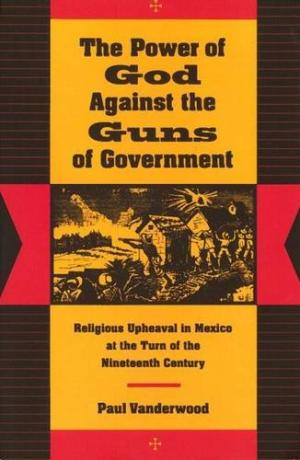 The Power of
God
Against the
Guns
of Government
Religious Upheaval in Mexico
at the Turn of the
Nineteenth Century
Paul Vanderwood